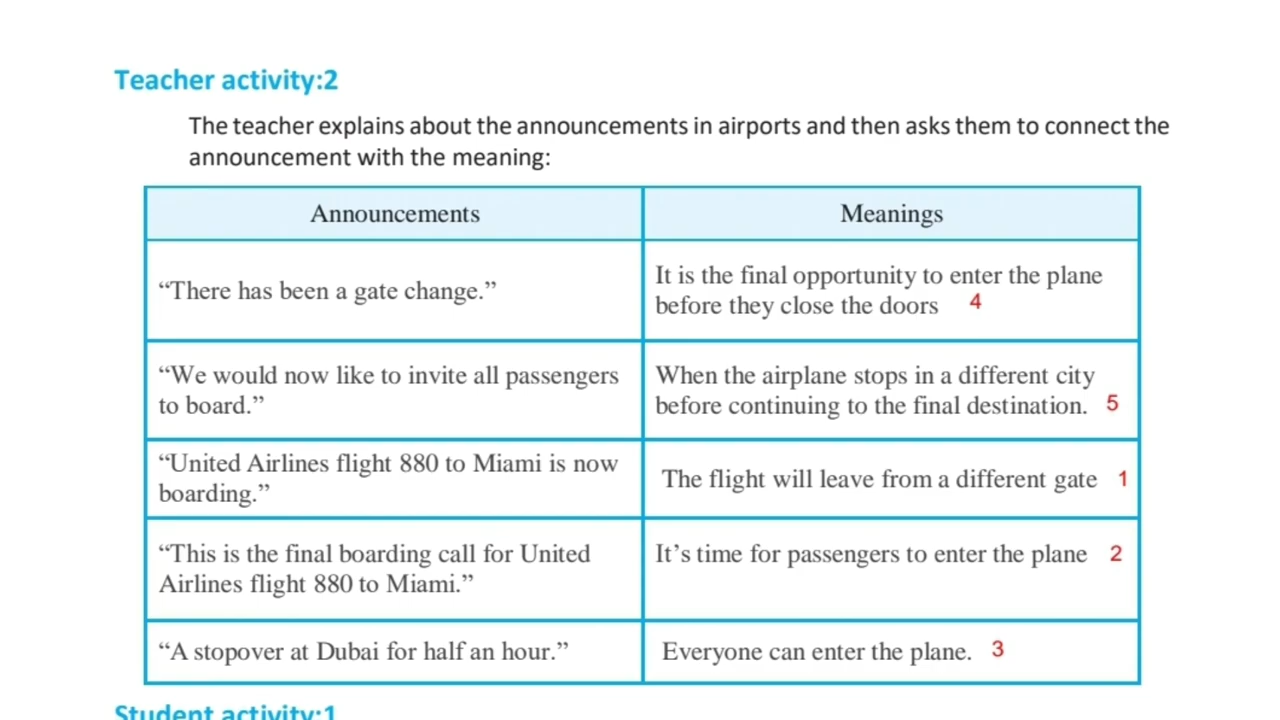 Teacher activity:2
The teacher explains about the announcements in airports and then asks them to connect the
announcement with the meaning:
Announcements
Meanings
“There has been a gate change.”
It is the final opportunity to enter the plane
before they close the doors 4
“We would now like to invite all passengers
to board.”
When the airplane stops in a different city
before continuing to the final destination. 5
“United Airlines flight 880 to Miami is now
boarding.”
The flight will leave from a different gate 1
“This is the final boarding call for United
Airlines flight 880 to Miami.”
It’s time for passengers to enter the plane 2
“A stopover at Dubai for half an hour.”
Everyone can enter the plane. 3
Student activity:1